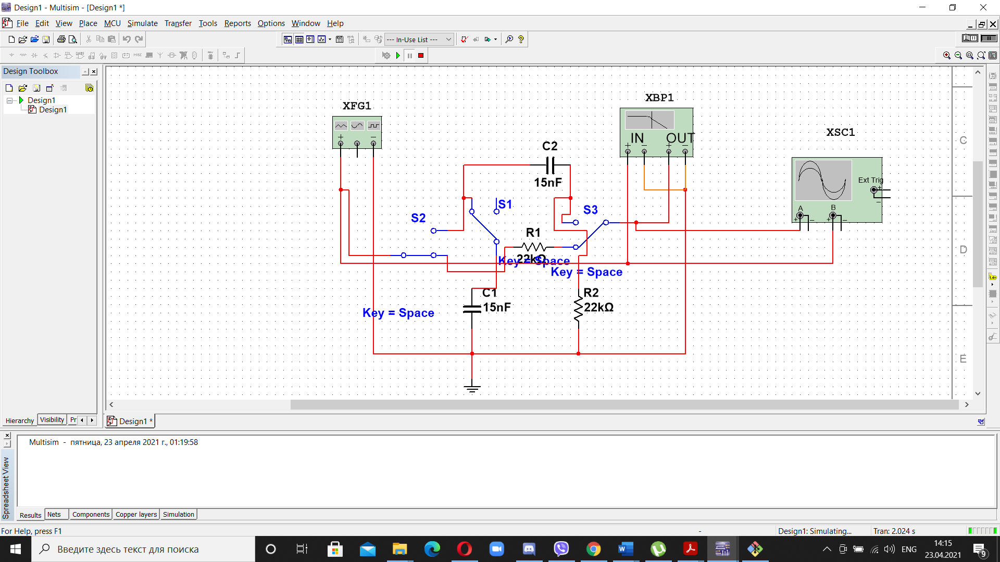 Design1 - Multisim - [Design1 *]
File Edit View Place MCU Simulate Transfer Tools Reports Options Window Help
--- In-Use List ---
Design Toolbox
Design1
Design1
XFG1
XBP1
IN OUT
XSC1
Ext Trig
A B
C2
15nF
S1
S2
S3
R1
22kΩ
Key = Space
Key = Space
C1
15nF
R2
22kΩ
Key = Space
C
D
E
Hierarchy Visibility Pr
Design1 *
Multisim - пятница, 23 апреля 2021 г., 01:19:58
Spreadsheet View
Results Nets Components Copper layers Simulation
For Help, press F1
-
Design1: Simulating... Tran: 2.024 s
Введите здесь текст для поиска
ENG
14:15
23.04.2021
9